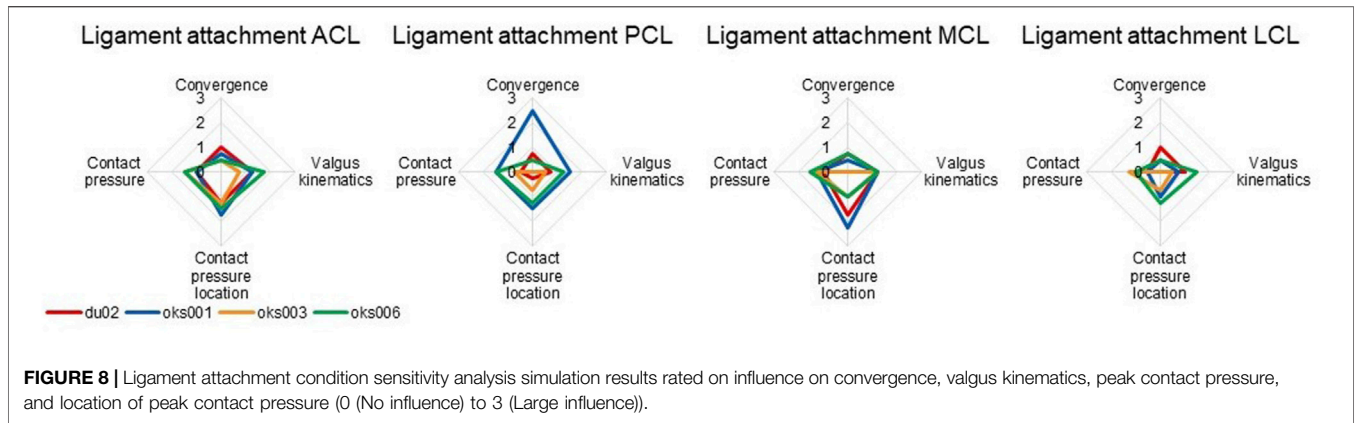 Ligament attachment ACL
Convergence
3
2
1
0
Contact
pressure
Valgus
kinematics
Contact
pressure
location
Ligament attachment PCL
Convergence
3
2
1
0
Contact
pressure
Valgus
kinematics
Contact
pressure
location
Ligament attachment MCL
Convergence
3
2
1
0
Contact
pressure
Valgus
kinematics
Contact
pressure
location
Ligament attachment LCL
Convergence
3
2
1
0
Contact
pressure
Valgus
kinematics
Contact
pressure
location
du02 oks001 oks003 oks006
FIGURE 8 | Ligament attachment condition sensitivity analysis simulation results rated on influence on convergence, valgus kinematics, peak contact pressure,
and location of peak contact pressure (0 (No influence) to 3 (Large influence)).